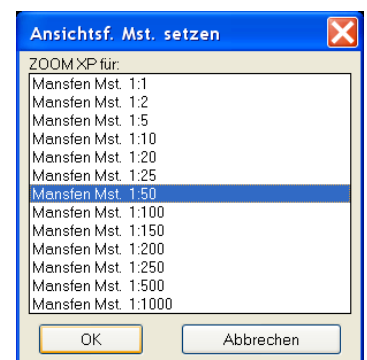 Ansichtsf. Mst. setzen
ZOOM XP für:
Mansfen Mst. 1:1
Mansfen Mst. 1:2
Mansfen Mst. 1:5
Mansfen Mst. 1:10
Mansfen Mst. 1:20
Mansfen Mst. 1:25
Mansfen Mst. 1:50
Mansfen Mst. 1:100
Mansfen Mst. 1:150
Mansfen Mst. 1:200
Mansfen Mst. 1:250
Mansfen Mst. 1:500
Mansfen Mst. 1:1000
OK Abbrechen